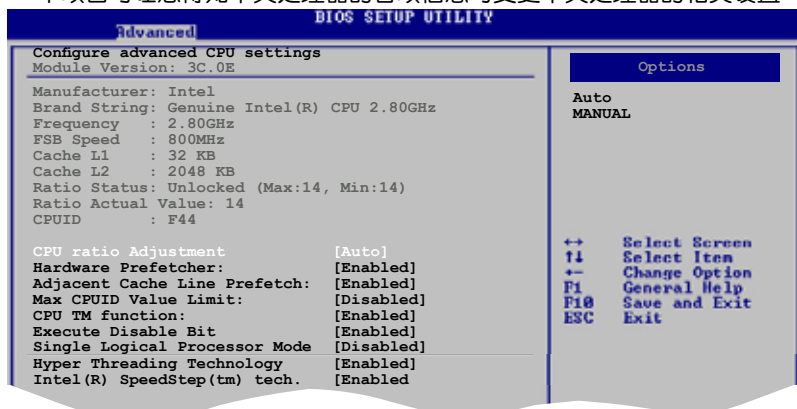 BIOS SETUP UTILITY
Advanced
Configure advanced CPU settings
Module Version: 3C.0E
Manufacturer: Intel
Brand String: Genuine Intel(R) CPU 2.80GHz
Frequency : 2.80GHz
FSB Speed : 800MHz
Cache L1 : 32 KB
Cache L2 : 2048 KB
Ratio Status: Unlocked (Max:14, Min:14)
Ratio Actual Value: 14
CPUID : F44
CPU ratio Adjustment [Auto]
Hardware Prefetcher: [Enabled]
Adjacent Cache Line Prefetch: [Enabled]
Max CPUID Value Limit: [Disabled]
CPU TM function: [Enabled]
Execute Disable Bit [Enabled]
Single Logical Processor Mode [Disabled]
Hyper Threading Technology [Enabled]
Intel(R) SpeedStep(tm) tech. [Enabled
Options
Auto
MANUAL
↔ Select Screen
↑↓ Select Item
+- Change Option
F1 General Help
F10 Save and Exit
ESC Exit